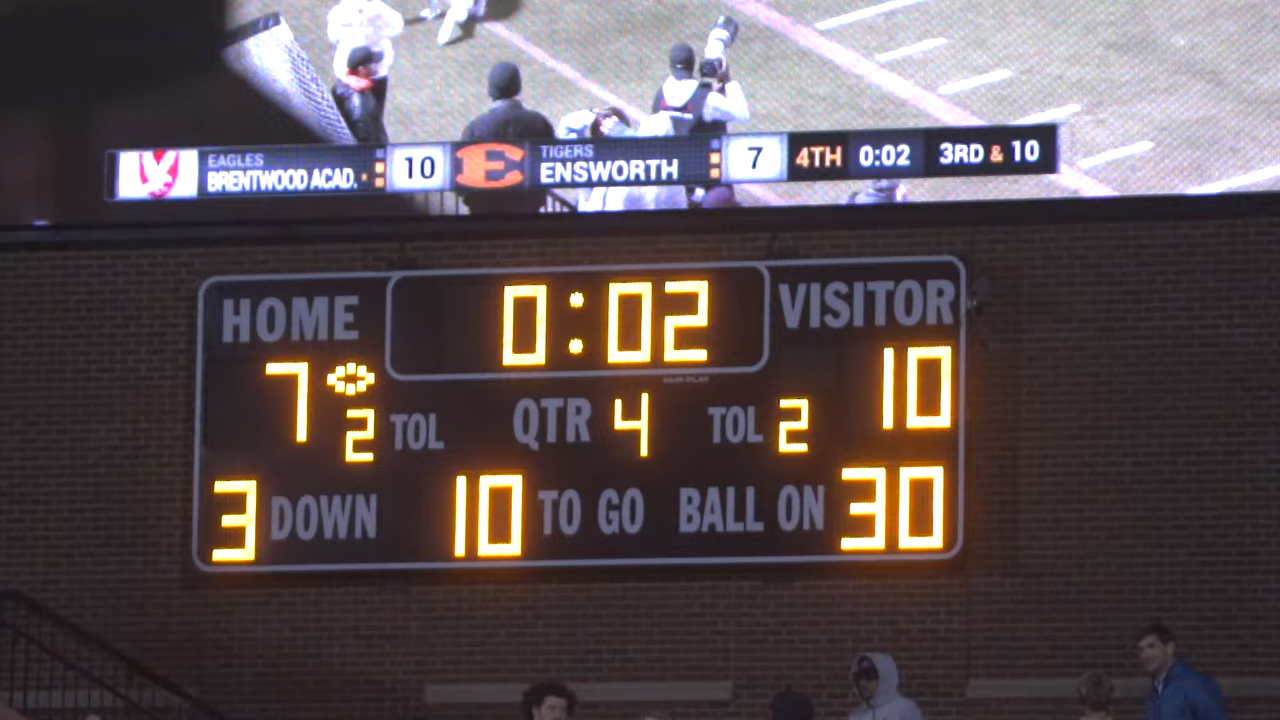 EAGLES
BRENTWOOD ACAD.
10
E
TIGERS
ENSWORTH
7
4TH
0:02
3RD & 10
HOME
0:02
VISITOR
7
10
2 TOL
QTR 4
TOL 2
3 DOWN
10 TO GO
BALL ON 30